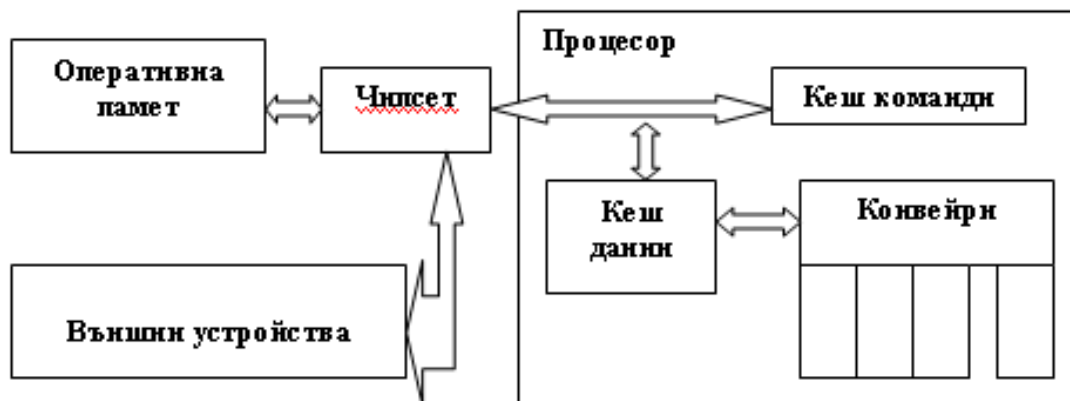 Процесор
Оперативна
памет
Чипсет
Кеш команди
Кеш
данни
Конвейри
Външни устройства